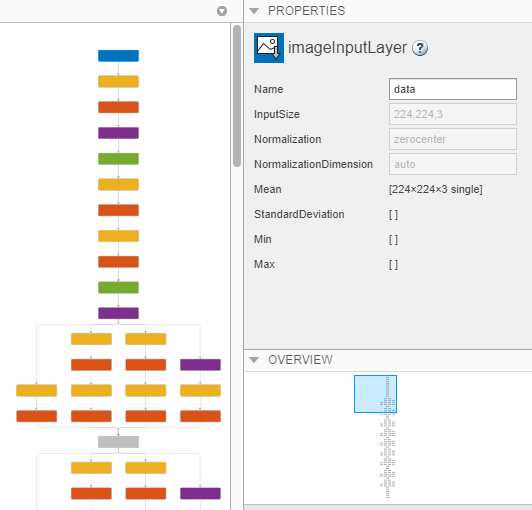 PROPERTIES
imageInputLayer ?
Name data
InputSize 224,224,3
Normalization zerocenter
NormalizationDimension auto
Mean [224×224×3 single]
StandardDeviation [ ]
Min [ ]
Max [ ]
OVERVIEW